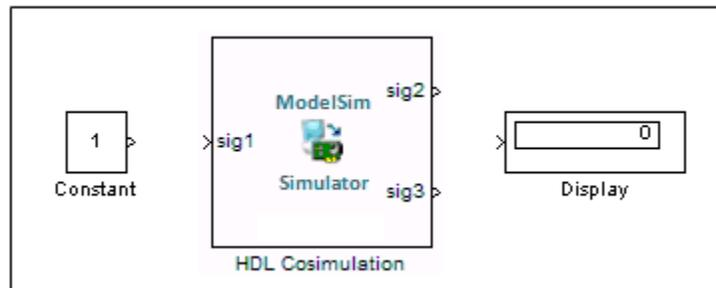 1
Constant
sig1
ModelSim
Simulator
sig2
sig3
HDL Cosimulation
0
Display